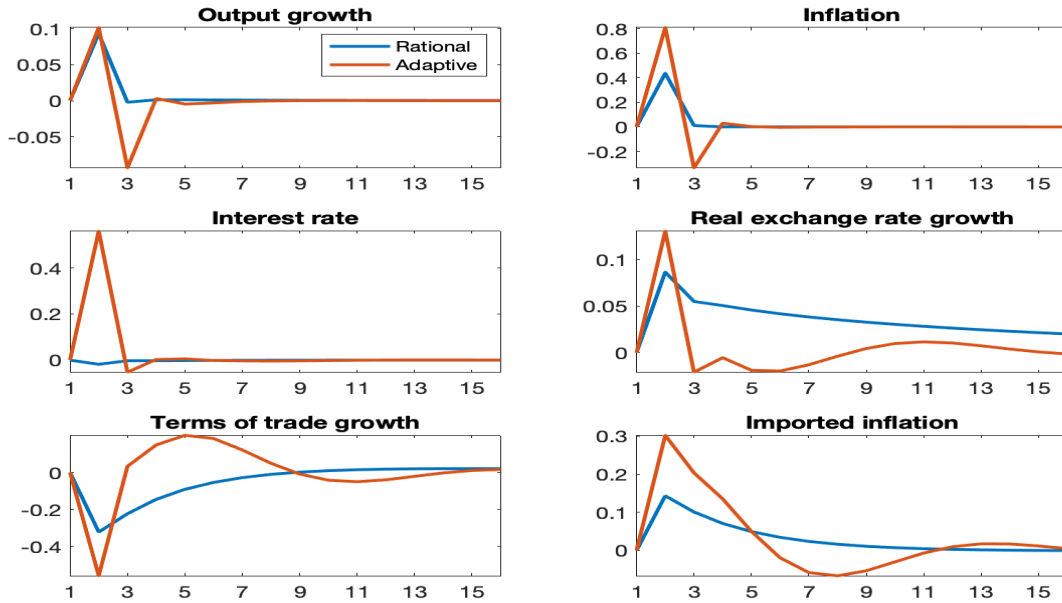 Output growth
0.1
0.05
0
-0.05
1 3 5 7 9 11 13 15
Rational
Adaptive
Inflation
0.8
0.6
0.4
0.2
0
-0.2
1 3 5 7 9 11 13 15
Interest rate
0.4
0.2
0
1 3 5 7 9 11 13 15
Real exchange rate growth
0.1
0.05
0
1 3 5 7 9 11 13 15
Terms of trade growth
0
-0.2
-0.4
1 3 5 7 9 11 13 15
Imported inflation
0.3
0.2
0.1
0
1 3 5 7 9 11 13 15